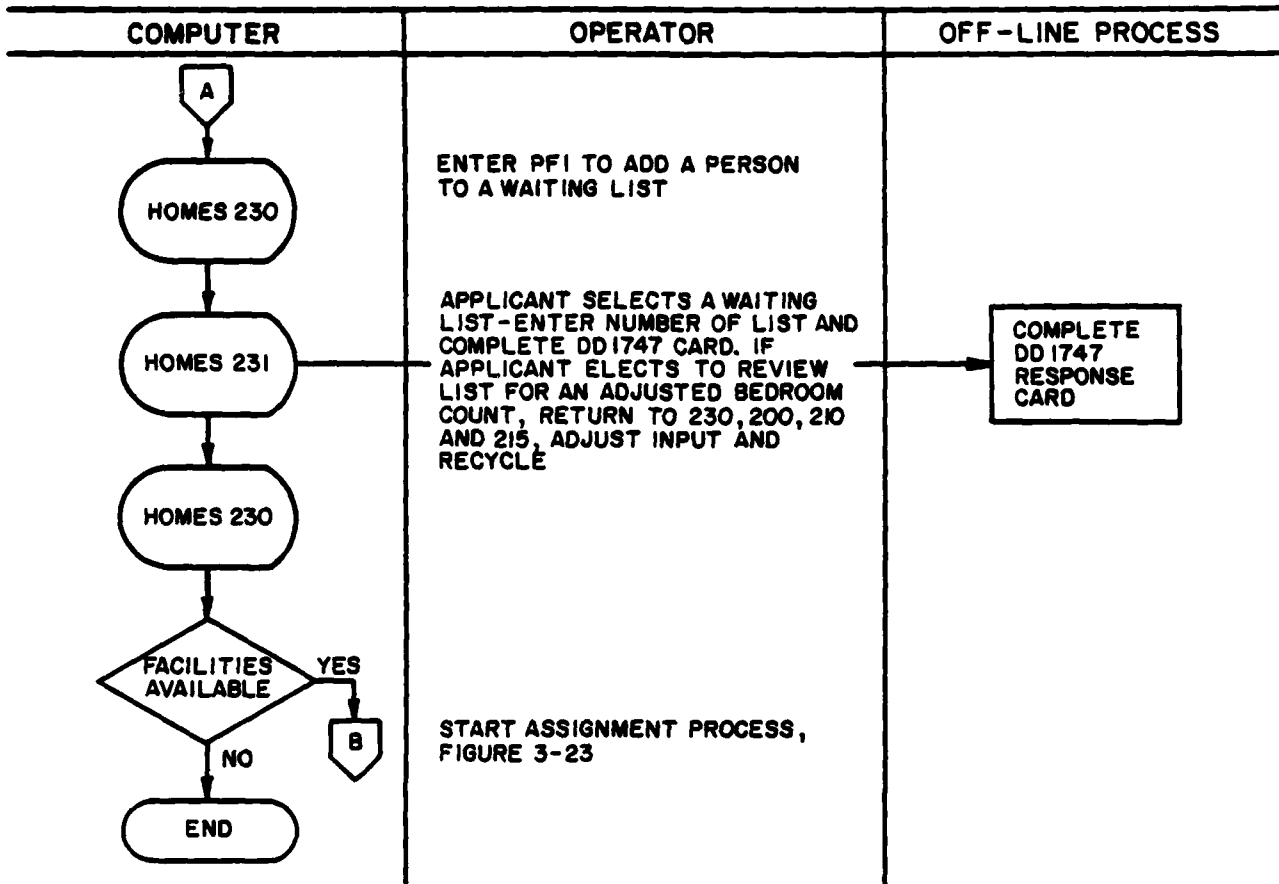 COMPUTER
OPERATOR
OFF-LINE PROCESS
A
HOMES 230
ENTER PF1 TO ADD A PERSON
TO A WAITING LIST
HOMES 231
APPLICANT SELECTS A WAITING
LIST-ENTER NUMBER OF LIST AND
COMPLETE DD1747 CARD. IF
APPLICANT ELECTS TO REVIEW
LIST FOR AN ADJUSTED BEDROOM
COUNT, RETURN TO 230, 200, 210
AND 215, ADJUST INPUT AND
RECYCLE
COMPLETE
DD1747
RESPONSE
CARD
HOMES 230
FACILITIES
AVAILABLE
YES
B
NO
START ASSIGNMENT PROCESS,
FIGURE 3-23
END